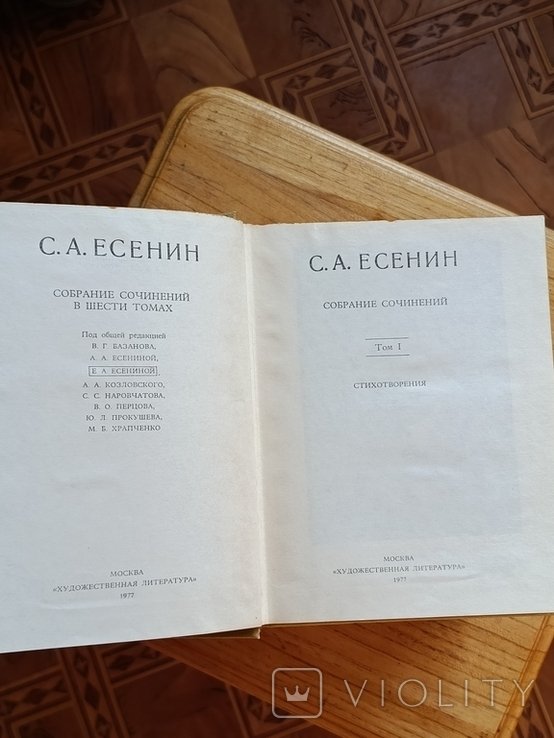 С. А. ЕСЕНИН
СОБРАНИЕ СОЧИНЕНИЙ
В ШЕСТИ ТОМАХ
Под общей редакцией
В. Г. БАЗАНОВА,
А. А. ЕСЕНИНОЙ,
Е. А. ЕСЕНИНОЙ,
А. А. КОЗЛОВСКОГО,
С. С. НАРОВЧАТОВА,
В. О. ПЕРЦОВА,
Ю. Л. ПРОКУШЕВА,
М. Б. ХРАПЧЕНКО
МОСКВА
«ХУДОЖЕСТВЕННАЯ ЛИТЕРАТУРА»
1977
С. А. ЕСЕНИН
СОБРАНИЕ СОЧИНЕНИЙ
Том I
СТИХОТВОРЕНИЯ
МОСКВА
«ХУДОЖЕСТВЕННАЯ ЛИТЕРАТУРА»
1977
VIOLITY